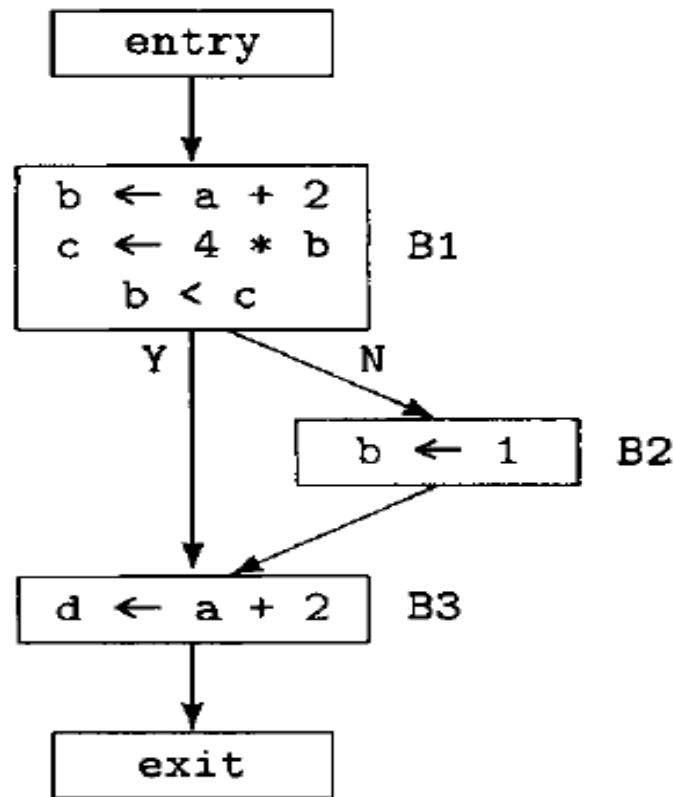 entry
b ← a + 2
c ← 4 * b
B1
b < c
Y
N
b ← 1
B2
d ← a + 2
B3
exit